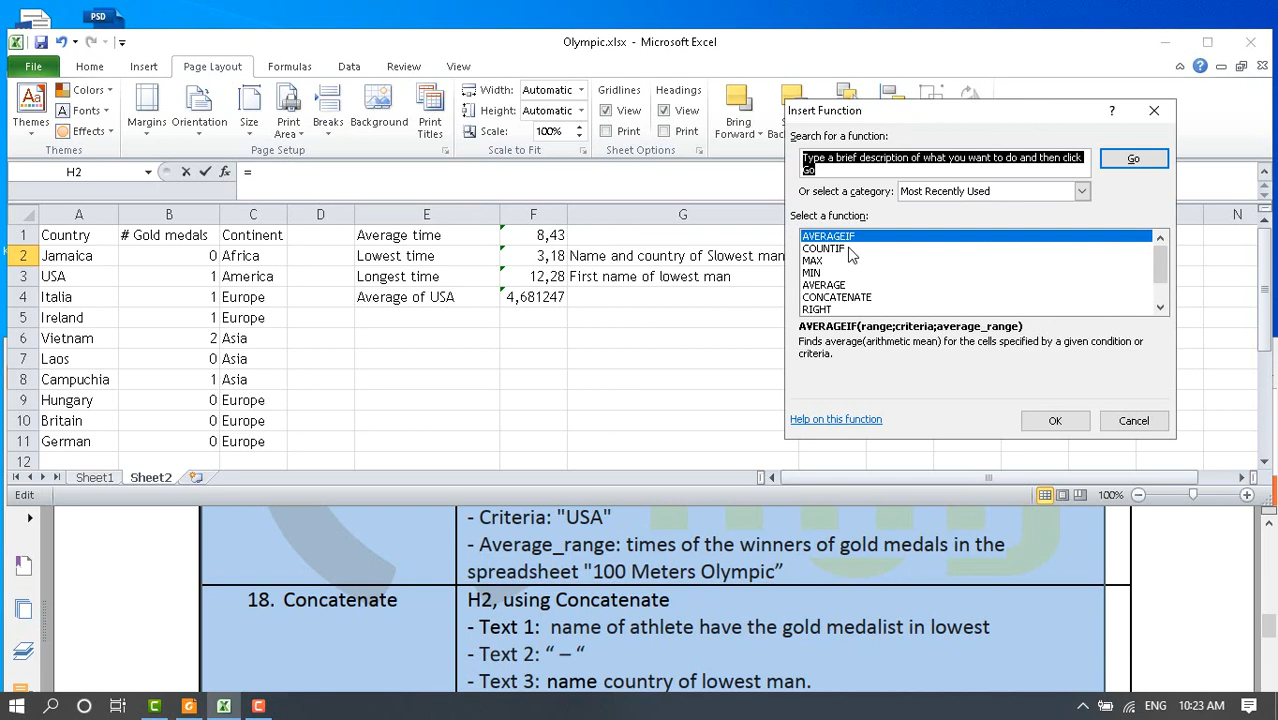 PSD
Olympic.xlsx - Microsoft Excel
File Home Insert Page Layout Formulas Data Review View
Themes Colors Fonts Effects
Margins Orientation Size Print Area Breaks Background Print Titles
Width: Automatic
Height: Automatic
Scale: 100%
Gridlines Headings
View View
Print Print
Bring Forward
Themes Page Setup Scale to Fit Sheet Options
Insert Function
Search for a function:
Type a brief description of what you want to do and then click Go
Go
Or select a category: Most Recently Used
Select a function:
AVERAGEIF
COUNTIF
MAX
MIN
AVERAGE
CONCATENATE
RIGHT
AVERAGEIF(range;criteria;average_range)
Finds average(arithmetic mean) for the cells specified by a given condition or
criteria.
Help on this function
OK Cancel
H2 fx =
A B C D E F G N
1 Country # Gold medals Continent Average time 8,43
2 Jamaica 0 Africa Lowest time 3,18 Name and country of Slowest man
3 USA 1 America Longest time 12,28 First name of lowest man
4 Italia 1 Europe Average of USA 4,681247
5 Ireland 1 Europe
6 Vietnam 2 Asia
7 Laos 0 Asia
8 Campuchia 1 Asia
9 Hungary 0 Europe
10 Britain 0 Europe
11 German 0 Europe
12
Sheet1 Sheet2
Edit 100%
- Criteria: "USA"
- Average_range: times of the winners of gold medals in the
spreadsheet "100 Meters Olympic”
18. Concatenate H2, using Concatenate
- Text 1: name of athlete have the gold medalist in lowest
- Text 2: “ – “
- Text 3: name country of lowest man.
ENG 10:23 AM